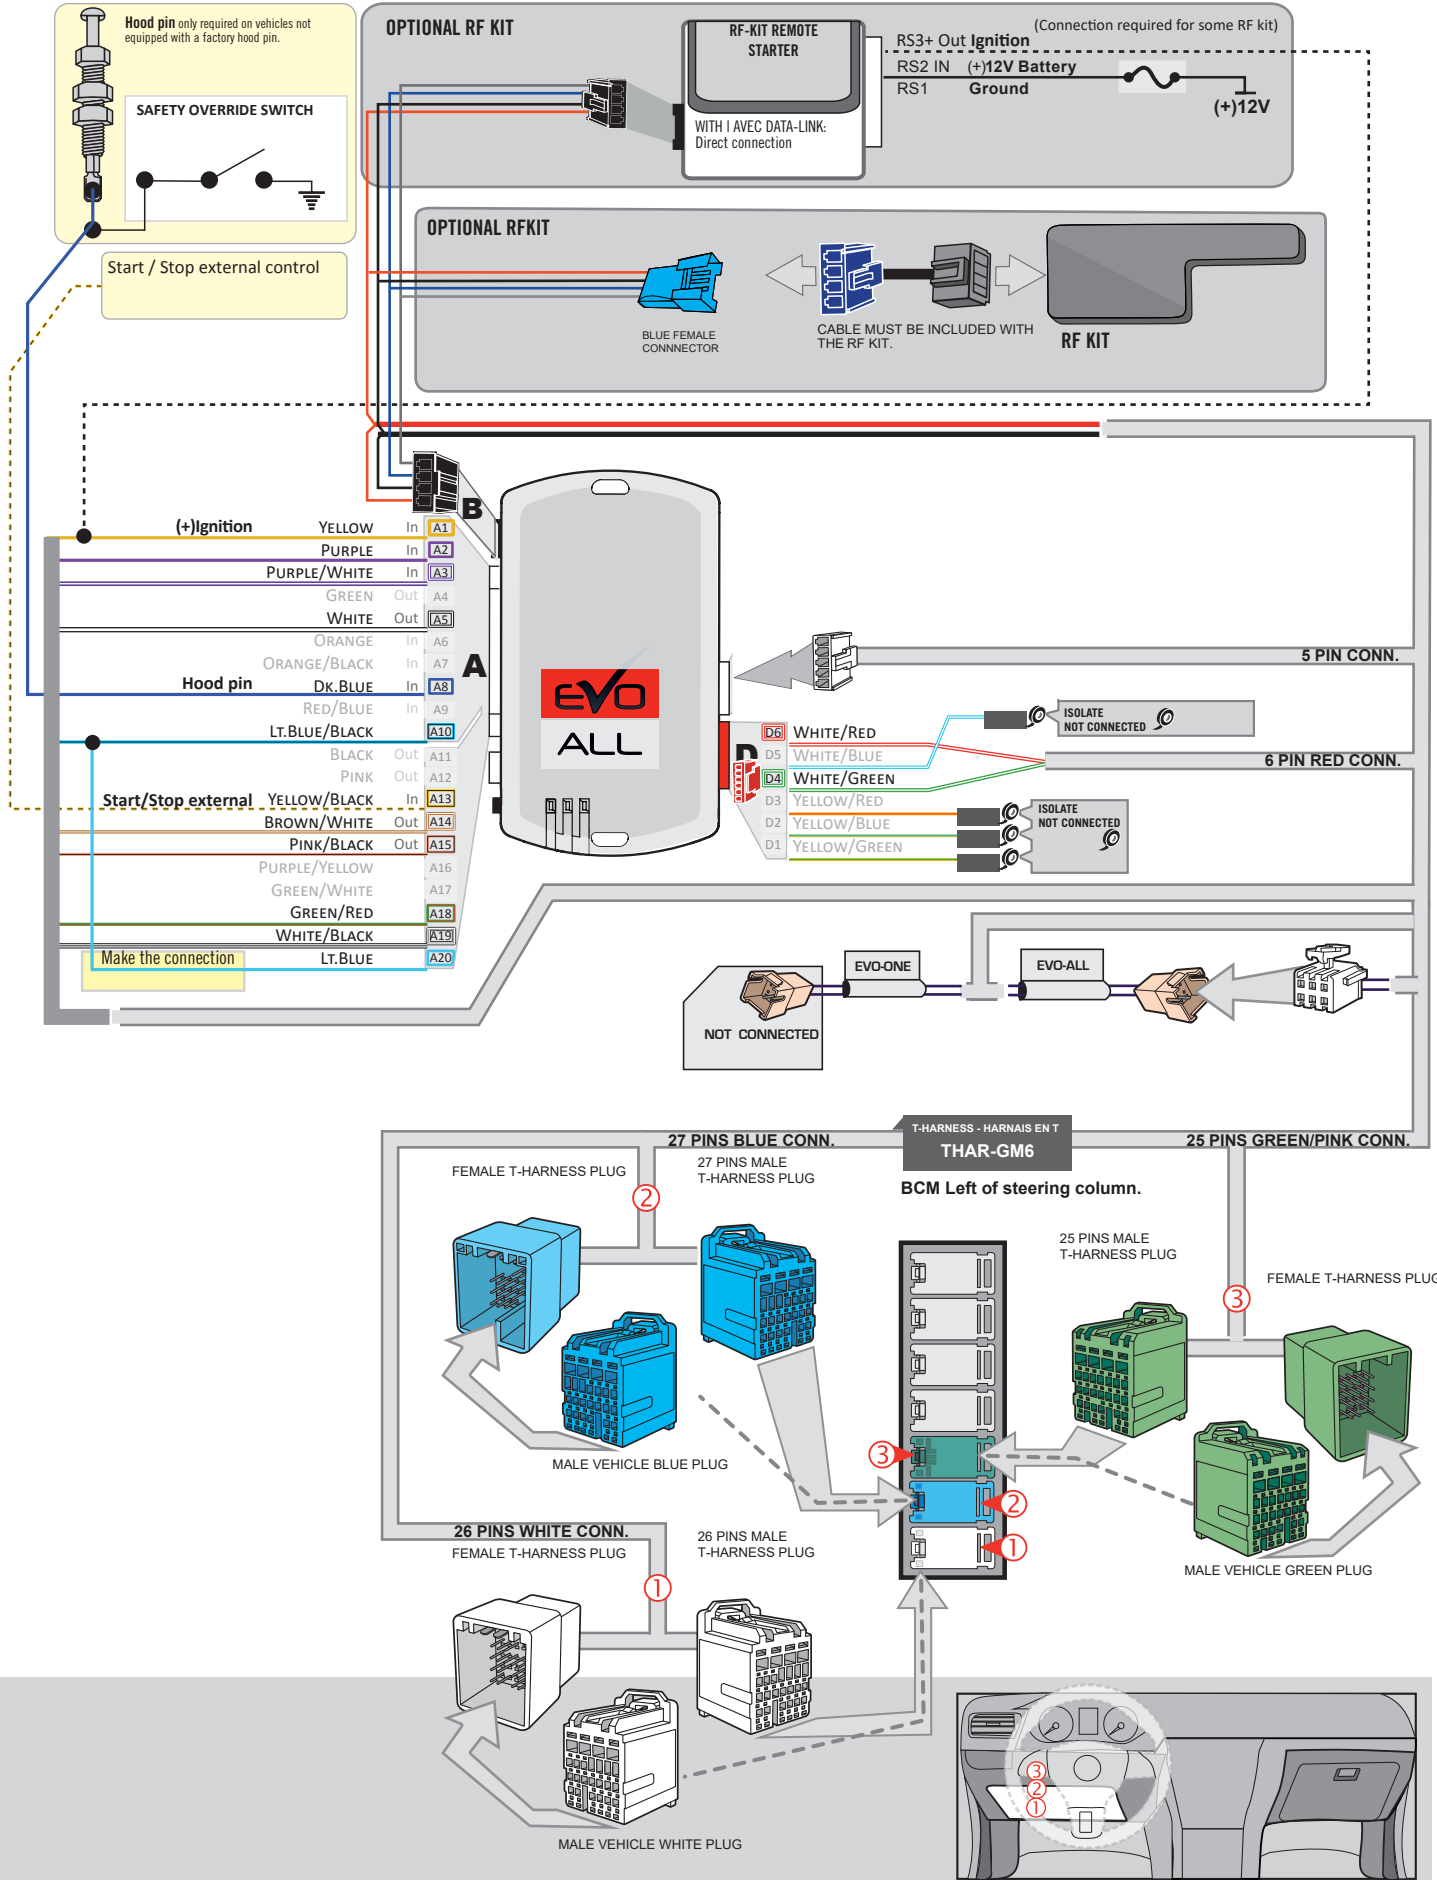 Hood pin only required on vehicles not
equipped with a factory hood pin.
SAFETY OVERRIDE SWITCH
Start / Stop external control
OPTIONAL RF KIT
RF-KIT REMOTE
STARTER
WITH | AVEC DATA-LINK:
Direct connection
(Connection required for some RF kit)
RS3+ Out Ignition
RS2 IN (+)12V Battery
RS1 Ground
(+)12V
OPTIONAL RFKIT
BLUE FEMALE
CONNNECTOR
CABLE MUST BE INCLUDED WITH
THE RF KIT.
RF KIT
B
(+)Ignition YELLOW In A1
PURPLE In A2
PURPLE/WHITE In A3
GREEN Out A4
WHITE Out A5
ORANGE In A6
ORANGE/BLACK In A7
Hood pin DK.BLUE In A8
RED/BLUE In A9
LT.BLUE/BLACK A10
BLACK Out A11
PINK Out A12
Start/Stop external YELLOW/BLACK In A13
BROWN/WHITE Out A14
PINK/BLACK Out A15
PURPLE/YELLOW A16
GREEN/WHITE A17
GREEN/RED A18
WHITE/BLACK A19
Make the connection LT.BLUE A20
A
EVO
ALL
D
D6 WHITE/RED
D5 WHITE/BLUE
D4 WHITE/GREEN
D3 YELLOW/RED
D2 YELLOW/BLUE
D1 YELLOW/GREEN
5 PIN CONN.
ISOLATE
NOT CONNECTED
6 PIN RED CONN.
ISOLATE
NOT CONNECTED
EVO-ONE
EVO-ALL
NOT CONNECTED
T-HARNESS - HARNAIS EN T
THAR-GM6
27 PINS BLUE CONN.
25 PINS GREEN/PINK CONN.
BCM Left of steering column.
FEMALE T-HARNESS PLUG
27 PINS MALE
T-HARNESS PLUG
2
25 PINS MALE
T-HARNESS PLUG
FEMALE T-HARNESS PLUG
3
MALE VEHICLE BLUE PLUG
3
2
1
MALE VEHICLE GREEN PLUG
26 PINS WHITE CONN.
FEMALE T-HARNESS PLUG
26 PINS MALE
T-HARNESS PLUG
1
MALE VEHICLE WHITE PLUG
3
2
1